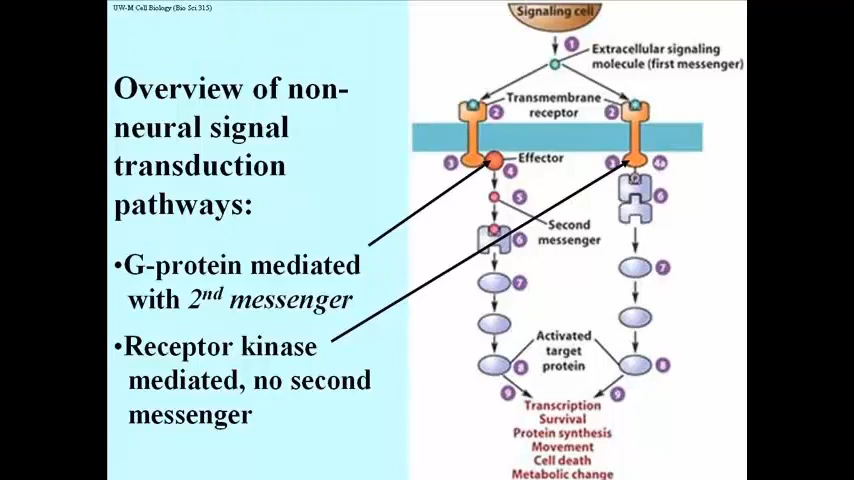 UW-M Cell Biology (Bio Sci 315)
Overview of non-
neural signal
transduction
pathways:
•G-protein mediated
with 2nd messenger
•Receptor kinase
mediated, no second
messenger
Signaling cell
1
Extracellular signaling
molecule (first messenger)
Transmembrane
receptor
2
2
3
Effector
4
3
4a
5
Second
messenger
6
6
7
7
Activated
target
protein
8
8
9
9
Transcription
Survival
Protein synthesis
Movement
Cell death
Metabolic change